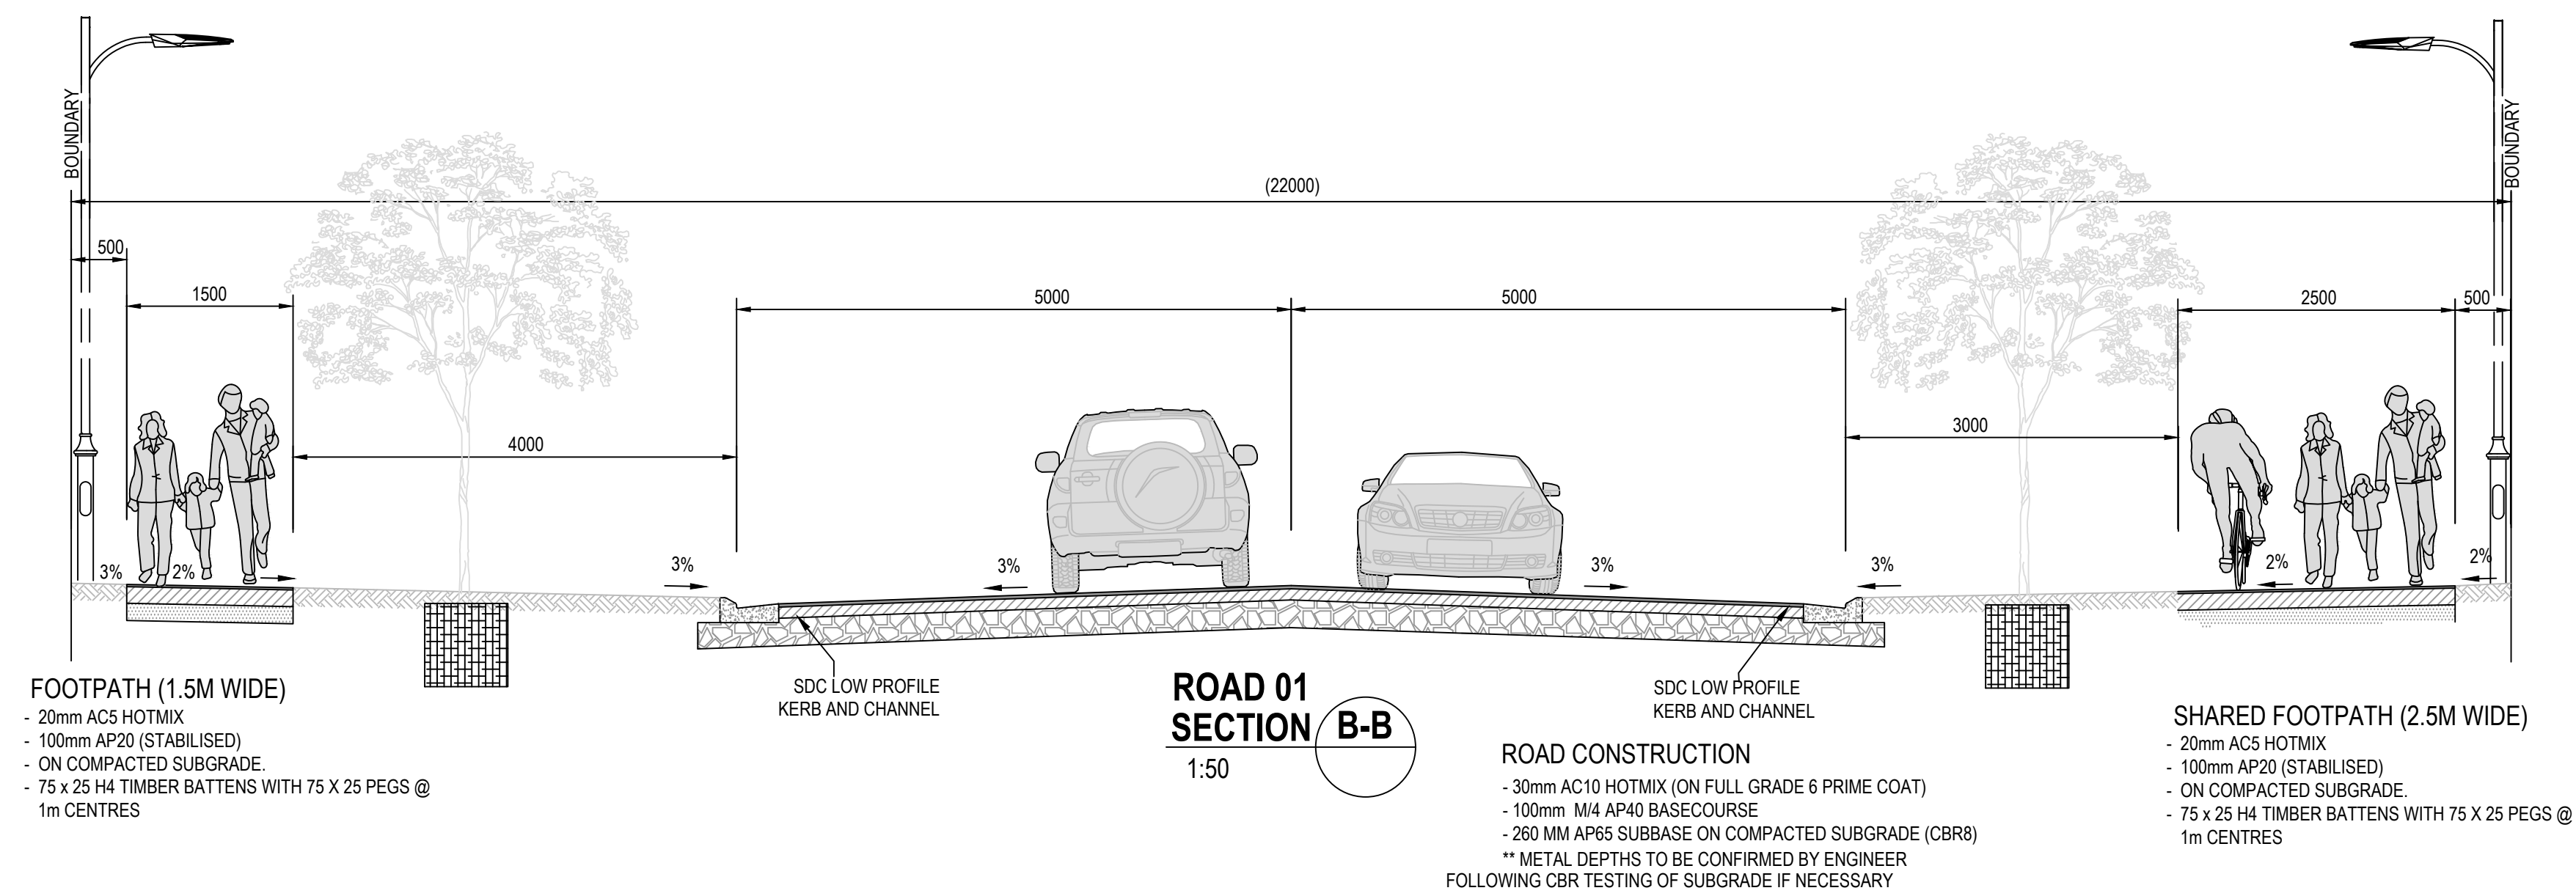 BOUNDARY
BOUNDARY
(22000)
500
1500
5000
5000
2500
500
4000
3000
3%
2%
3%
3%
3%
3%
2%
2%
SDC LOW PROFILE
KERB AND CHANNEL
SDC LOW PROFILE
KERB AND CHANNEL
FOOTPATH (1.5M WIDE)
- 20mm AC5 HOTMIX
- 100mm AP20 (STABILISED)
- ON COMPACTED SUBGRADE.
- 75 x 25 H4 TIMBER BATTENS WITH 75 X 25 PEGS @
1m CENTRES
ROAD 01
SECTION
B-B
1:50
ROAD CONSTRUCTION
- 30mm AC10 HOTMIX (ON FULL GRADE 6 PRIME COAT)
- 100mm M/4 AP40 BASECOURSE
- 260 MM AP65 SUBBASE ON COMPACTED SUBGRADE (CBR8)
** METAL DEPTHS TO BE CONFIRMED BY ENGINEER
FOLLOWING CBR TESTING OF SUBGRADE IF NECESSARY
SHARED FOOTPATH (2.5M WIDE)
- 20mm AC5 HOTMIX
- 100mm AP20 (STABILISED)
- ON COMPACTED SUBGRADE.
- 75 x 25 H4 TIMBER BATTENS WITH 75 X 25 PEGS @
1m CENTRES